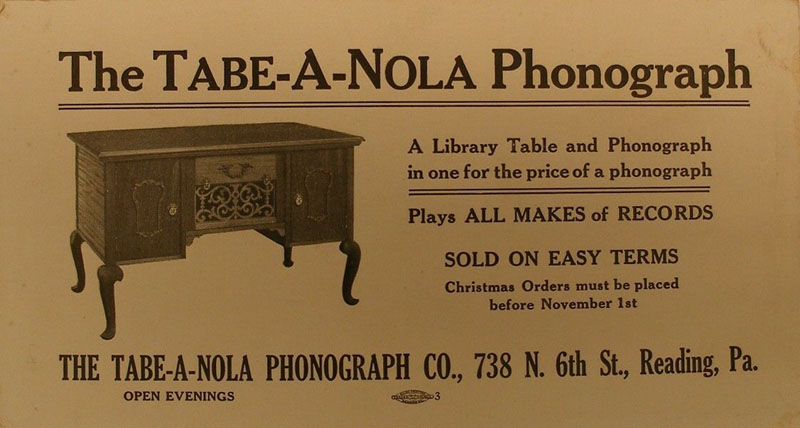 The TABE-A-NOLA Phonograph
A Library Table and Phonograph
in one for the price of a phonograph
Plays ALL MAKES of RECORDS
SOLD ON EASY TERMS
Christmas Orders must be placed
before November 1st
THE TABE-A-NOLA PHONOGRAPH CO., 738 N. 6th St., Reading, Pa.
OPEN EVENINGS
3